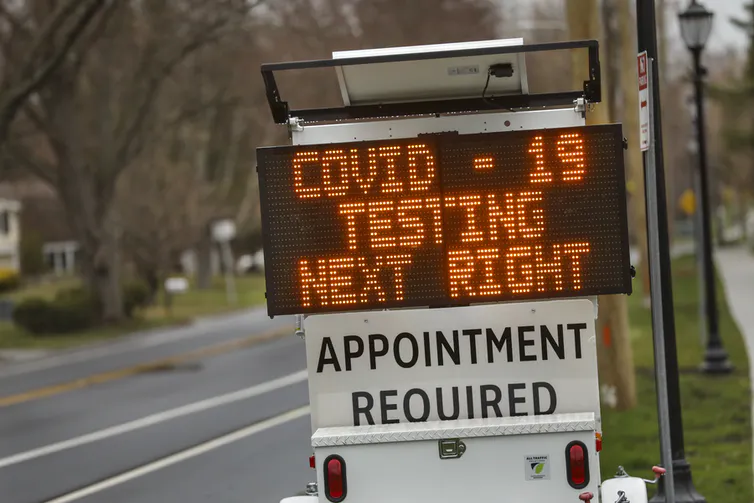 COVID - 19
TESTING
NEXT RIGHT
APPOINTMENT
REQUIRED